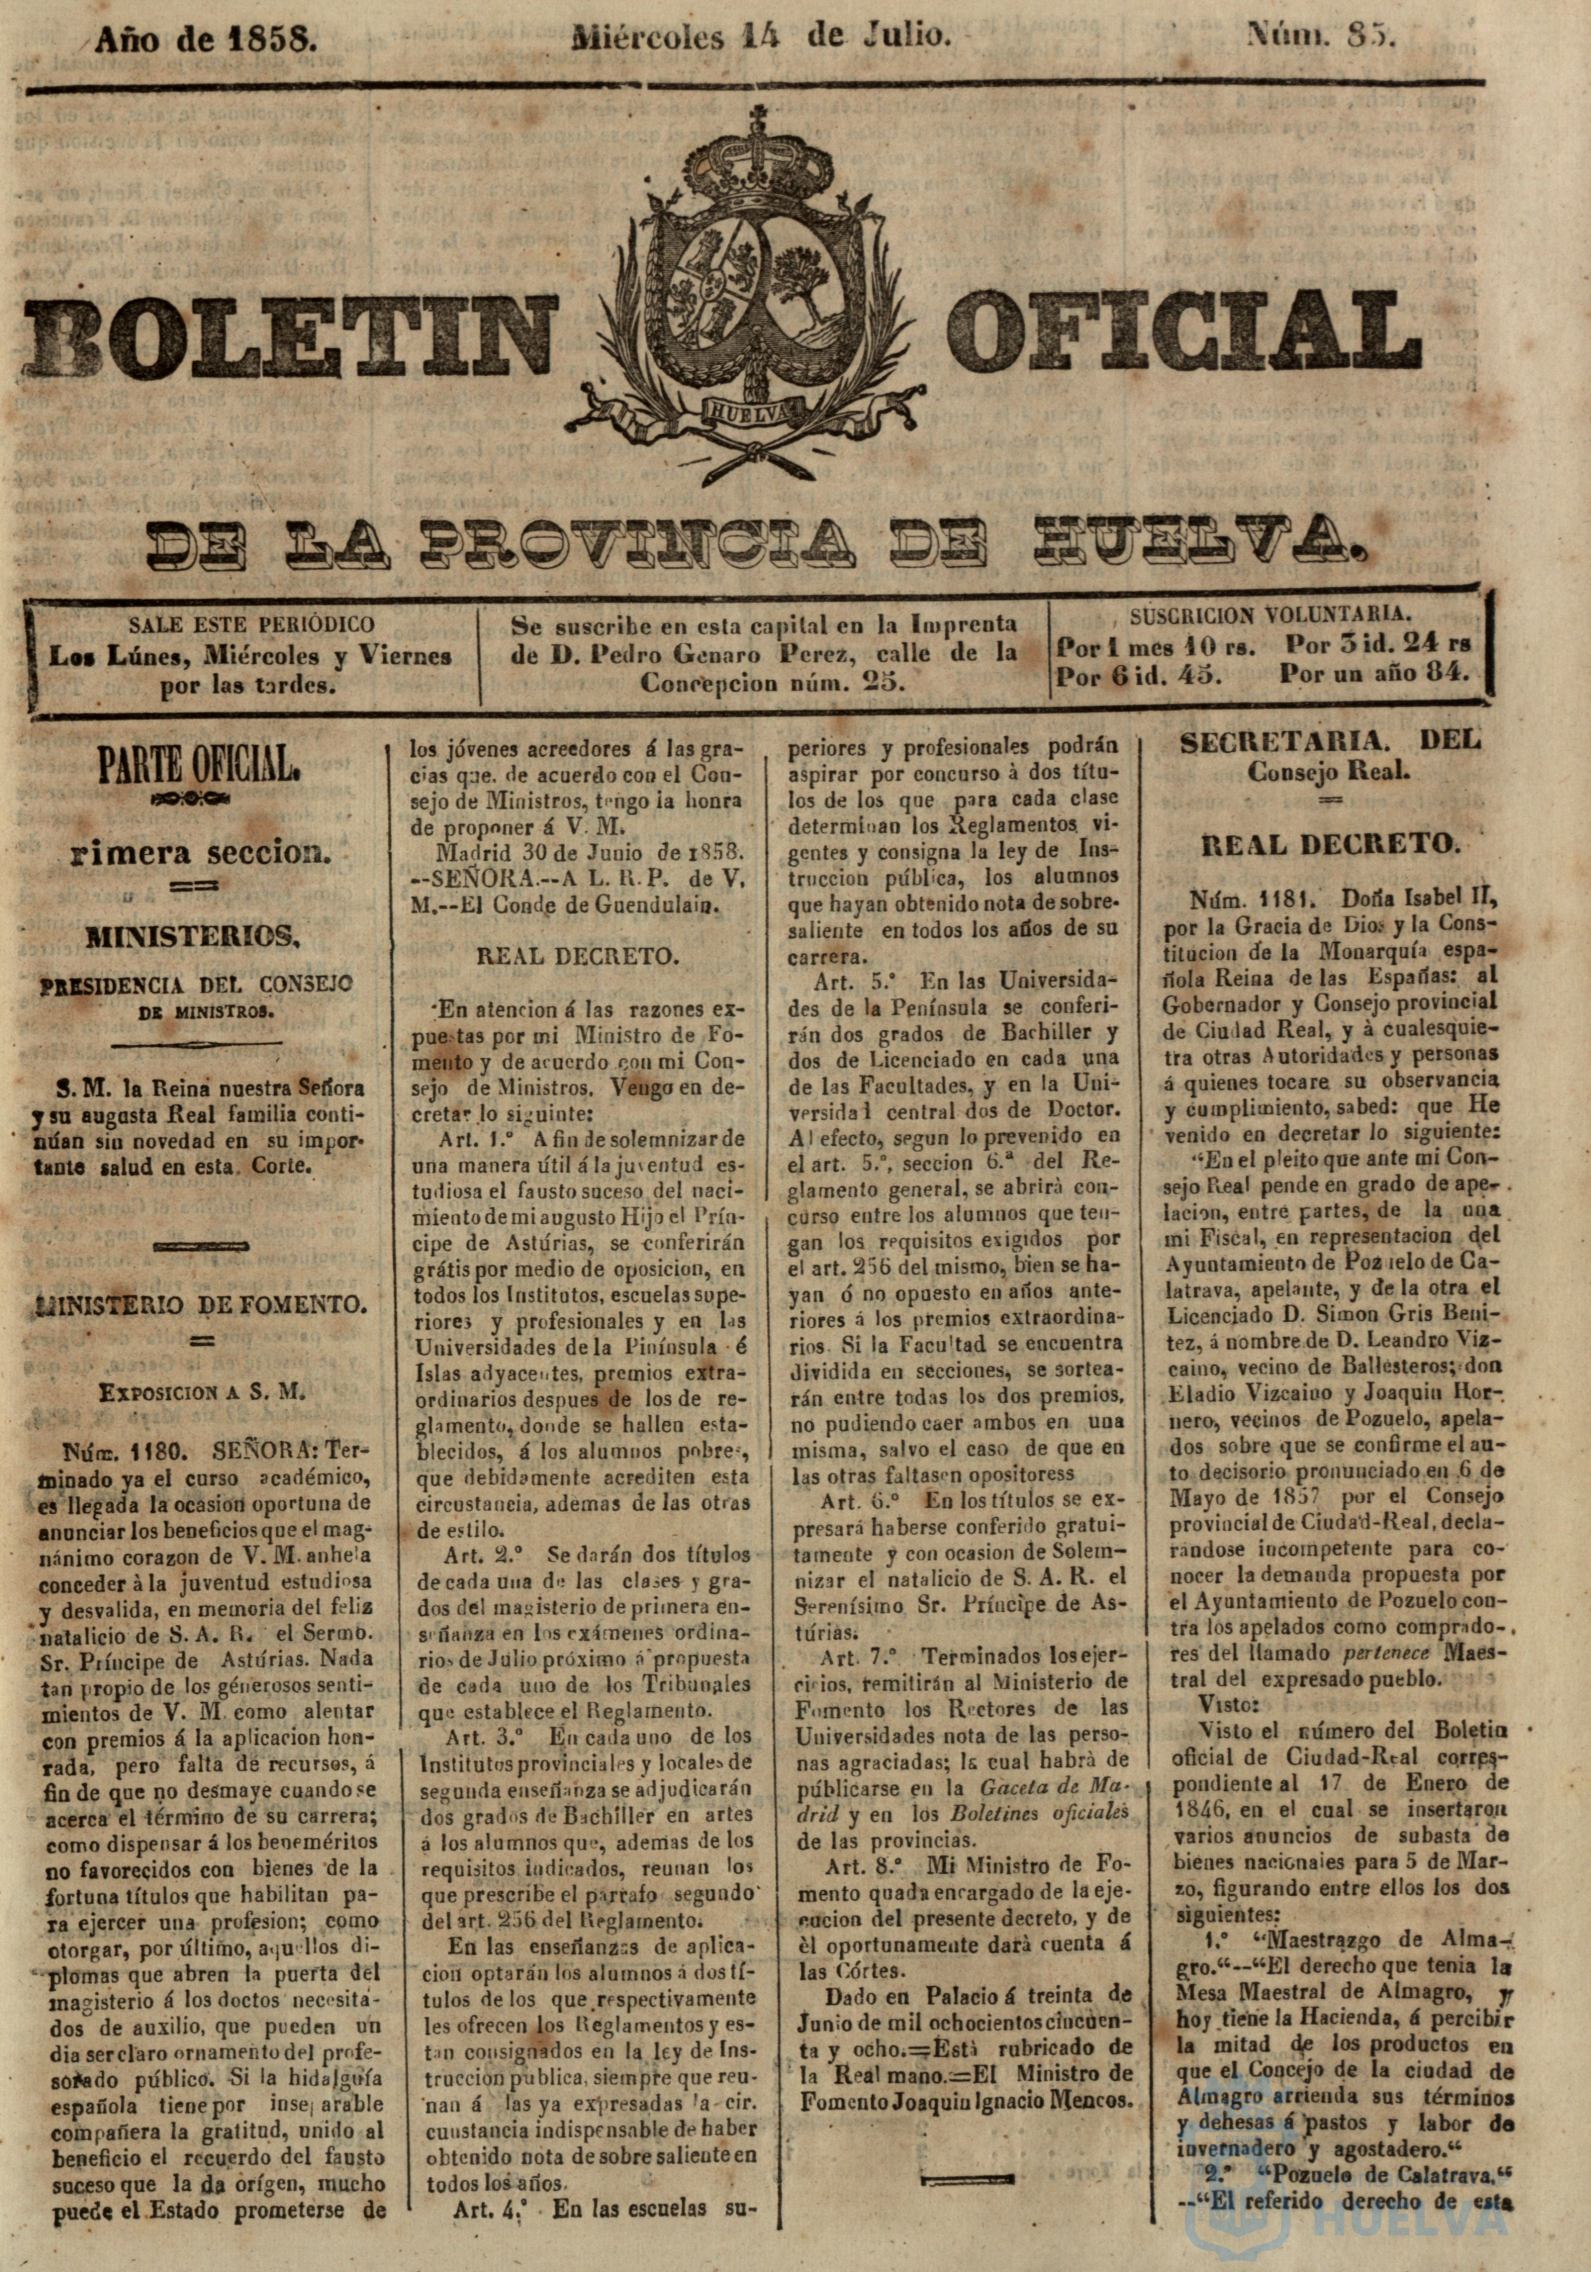 Año de 1858.
Miércoles 14 de Julio.
Núm. 85.
BOLETIN OFICIAL
HUELVA
DE LA PROVINCIA DE HUELVA.
SALE ESTE PERIÓDICO
Los Lúnes, Miércoles y Viernes
por las tardes.
Se suscribe en esta capital en la Imprenta
de D. Pedro Genaro Perez, calle de la
Concepcion núm. 25.
SUSCRICION VOLUNTARIA.
Por 1 mes 10 rs. Por 3 id. 24 rs
Por 6 id. 45. Por un año 84.
PARTE OFICIAL.
rimera seccion.
MINISTERIOS.
PRESIDENCIA DEL CONSEJO
DE MINISTROS.
S. M. la Reina nuestra Señora
y su augusta Real familia conti-
núan sin novedad en su impor-
tante salud en esta Corte.
MINISTERIO DE FOMENTO.
EXPOSICION A S. M.
Núm. 1180. SEÑORA: Ter-
minado ya el curso académico,
es llegada la ocasion oportuna de
anunciar los beneficios que el mag-
nánimo corazon de V. M. anhela
conceder à la juventud estudiosa
y desvalida, en memoria del feliz
natalicio de S. A. R. el Sermo.
Sr. Príncipe de Astúrias. Nada
tan propio de los génerosos senti-
mientos de V. M. como alentar
con premios á la aplicacion hon-
rada, pero falta de recursos, á
fin de que no desmaye cuando se
acerca el término de su carrera;
como dispensar á los beneméritos
no favorecidos con bienes de la
fortuna títulos que habilitan pa-
ra ejercer una profesion; como
otorgar, por último, aquellos di-
plomas que abren la puerta del
magisterio á los doctos necesita-
dos de auxilio, que pueden un
dia ser claro ornamento del profe-
sorado público. Si la hidalguía
española tiene por inseparable
compañera la gratitud, unido al
beneficio el recuerdo del fausto
suceso que la da orígen, mucho
puede el Estado prometerse de
los jóvenes acreedores á las gra-
cias que, de acuerdo con el Con-
sejo de Ministros, tengo la honra
de proponer á V. M.
Madrid 30 de Junio de 1858.
--SEÑORA.--A L. R. P. de V.
M.--El Conde de Guendulain.
REAL DECRETO.
En atencion á las razones ex-
puestas por mi Ministro de Fo-
mento y de acuerdo con mi Con-
sejo de Ministros, Vengo en de-
cretar lo siguinte:
Art. 1.º A fin de solemnizar de
una manera útil á la juventud es-
tudiosa el fausto suceso del naci-
miento de mi augusto Hijo el Prín-
cipe de Astúrias, se conferirán
grátis por medio de oposicion, en
todos los Institutos, escuelas supe-
riores y profesionales y en las
Universidades de la Pinínsula é
Islas adyacentes, premios extra-
ordinarios despues de los de re-
glamento, donde se hallen esta-
blecidos, á los alumnos pobres,
que debidamente acrediten esta
circustancia, ademas de las otras
de estilo.
Art. 2.º Se darán dos títulos
de cada una de las clases y gra-
dos del magisterio de primera en-
señanza en los exámenes ordina-
rios de Julio próximo á propuesta
de cada uno de los Tribunales
que establece el Reglamento.
Art. 3.º En cada uno de los
Institutos provinciales y locales de
segunda enseñanza se adjudicarán
dos grados de Bachiller en artes
á los alumnos que, ademas de los
requisitos indicados, reunan los
que prescribe el párrafo segundo
del art. 256 del Reglamento.
En las enseñanzas de aplica-
cion optarán los alumnos á dos tí-
tulos de los que respectivamente
les ofrecen los Reglamentos y es-
tan consignados en la ley de Ins-
truccion publica, siempre que reu-
nan á las ya expresadas la cir.
cunstancia indispensable de haber
obtenido nota de sobresaliente en
todos los años.
Art. 4.º En las escuelas su-
periores y profesionales podrán
aspirar por concurso à dos títu-
los de los que para cada clase
determinan los Reglamentos vi-
gentes y consigna la ley de Ins-
truccion pública, los alumnos
que hayan obtenido nota de sobre-
saliente en todos los años de su
carrera.
Art. 5.º En las Universida-
des de la Península se conferi-
rán dos grados de Bachiller y
dos de Licenciado en cada una
de las Facultades, y en la Uni-
versidad central dos de Doctor.
Al efecto, segun lo prevenido en
el art. 5.º, seccion 6.ª del Re-
glamento general, se abrirà con-
curso entre los alumnos que ten-
gan los requisitos exigidos por
el art. 256 del mismo, bien se ha-
yan ó no opuesto en años ante-
riores á los premios extraordina-
rios. Si la Facultad se encuentra
dividida en secciones, se sortea-
rán entre todas los dos premios,
no pudiendo caer ambos en una
misma, salvo el caso de que en
las otras faltasen opositoress
Art. 6.º En los títulos se ex-
presará haberse conferido gratui-
tamente y con ocasion de Solem-
nizar el natalicio de S. A. R. el
Serenísimo Sr. Príncipe de As-
túrias.
Art. 7.º Terminados los ejer-
cicios, remitirán al Ministerio de
Fomento los Rectores de las
Universidades nota de las perso-
nas agraciadas; la cual habrà de
públicarse en la Gaceta de Ma-
drid y en los Boletines oficiales
de las provincias.
Art. 8.º Mi Ministro de Fo-
mento quada encargado de la eje-
cucion del presente decreto, y de
èl oportunamente darà cuenta á
las Córtes.
Dado en Palacio á treinta de
Junio de mil ochocientos cincuen-
ta y ocho.=Està rubricado de
la Real mano.=El Ministro de
Fomento Joaquin Ignacio Mencos.
SECRETARIA. DEL
Consejo Real.
REAL DECRETO.
Núm. 1181. Doña Isabel II,
por la Gracia de Dios y la Cons-
titucion de la Monarquía espa-
ñola Reina de las Españas: al
Gobernador y Consejo provincial
de Ciudad Real, y à cualesquie-
tra otras Autoridades y personas
á quienes tocare su observancia
y cumplimiento, sabed: que He
venido en decretar lo siguiente:
“En el pleito que ante mi Con-
sejo Real pende en grado de ape-
lacion, entre partes, de la una
mi Fiscal, en representacion del
Ayuntamiento de Pozuelo de Ca-
latrava, apelante, y de la otra el
Licenciado D. Simon Gris Beni-
tez, á nombre de D. Leandro Viz-
caino, vecino de Ballesteros; don
Eladio Vizcaino y Joaquin Hor-
nero, vecinos de Pozuelo, apela-
dos sobre que se confirme el au-
to decisorio pronunciado en 6 de
Mayo de 1857 por el Consejo
provincial de Ciudad-Real, decla-
rándose incompetente para co-
nocer la demanda propuesta por
el Ayuntamiento de Pozuelo con-
tra los apelados como comprado-
res del llamado pertenece Maes-
tral del expresado pueblo.
Visto:
Visto el número del Boletin
oficial de Ciudad-Real corres-
pondiente al 17 de Enero de
1846, en el cual se insertaron
varios anuncios de subasta de
bienes nacionales para 5 de Mar-
zo, figurando entre ellos los dos
siguientes:
1.º “Maestrazgo de Alma-
gro.“--“El derecho que tenia la
Mesa Maestral de Almagro, y
hoy tiene la Hacienda, á percibir
la mitad de los productos en
que el Concejo de la ciudad de
Almagro arrienda sus términos
y dehesas á pastos y labor de
invernadero y agostadero.“
2.º “Pozuelo de Calatrava.“
--“El referido derecho de esta
HUELVA